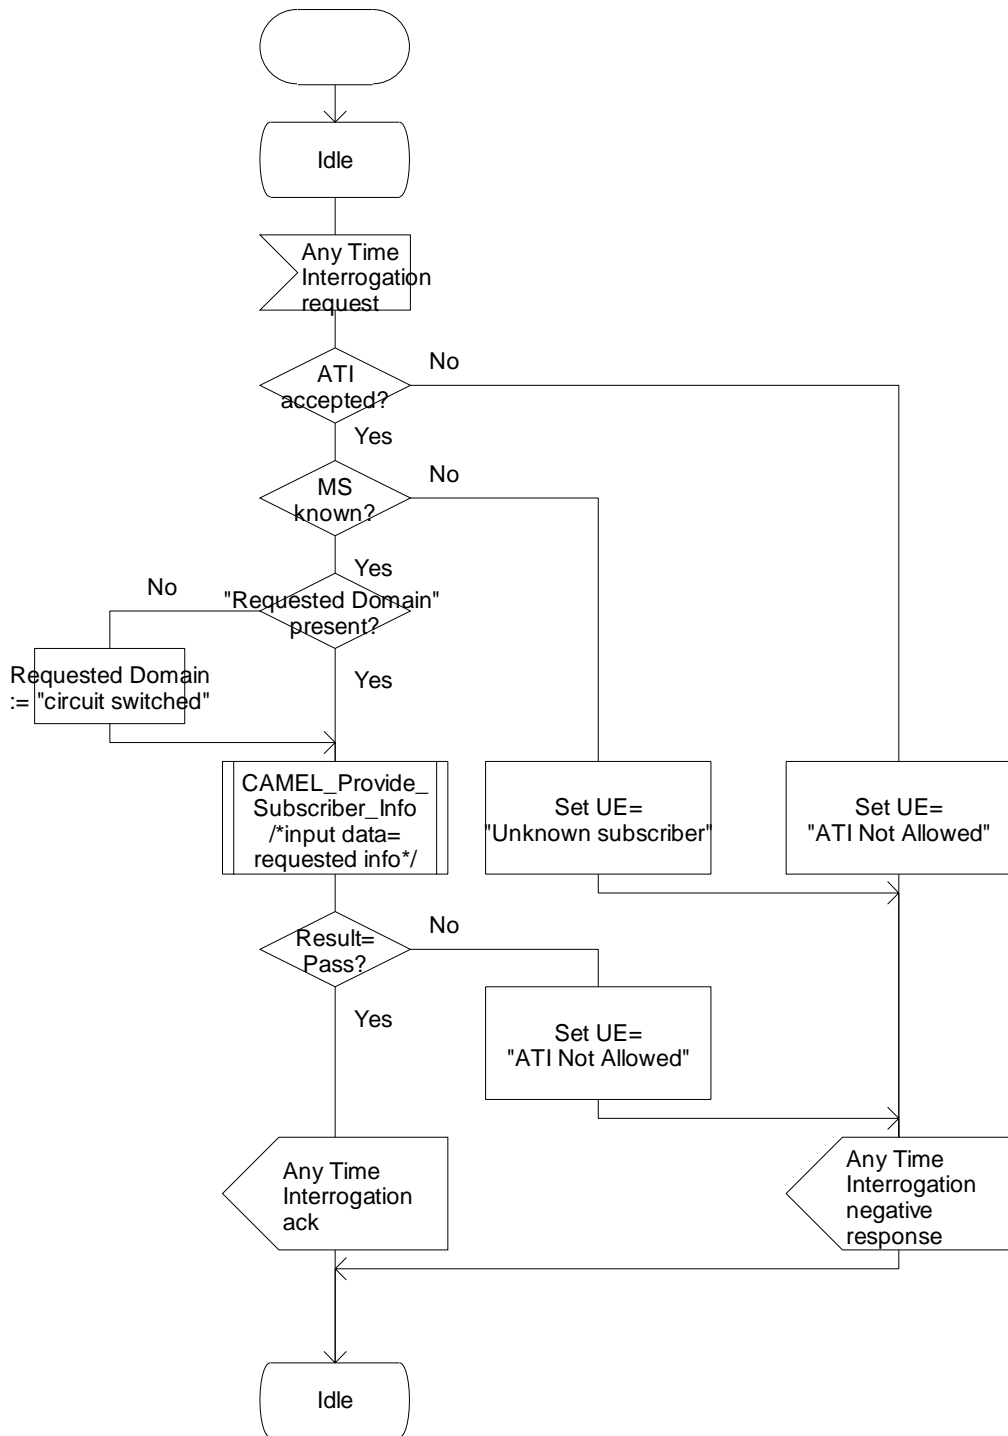 Idle
Any Time
Interrogation
request
ATI
accepted?
No
Yes
MS
known?
No
Yes
"Requested Domain"
present?
No
Yes
Requested Domain
:= "circuit switched"
CAMEL_Provide_
Subscriber_Info
/*input data=
requested info*/
Set UE=
"Unknown subscriber"
Set UE=
"ATI Not Allowed"
Result=
Pass?
No
Yes
Set UE=
"ATI Not Allowed"
Any Time
Interrogation
ack
Any Time
Interrogation
negative
response
Idle